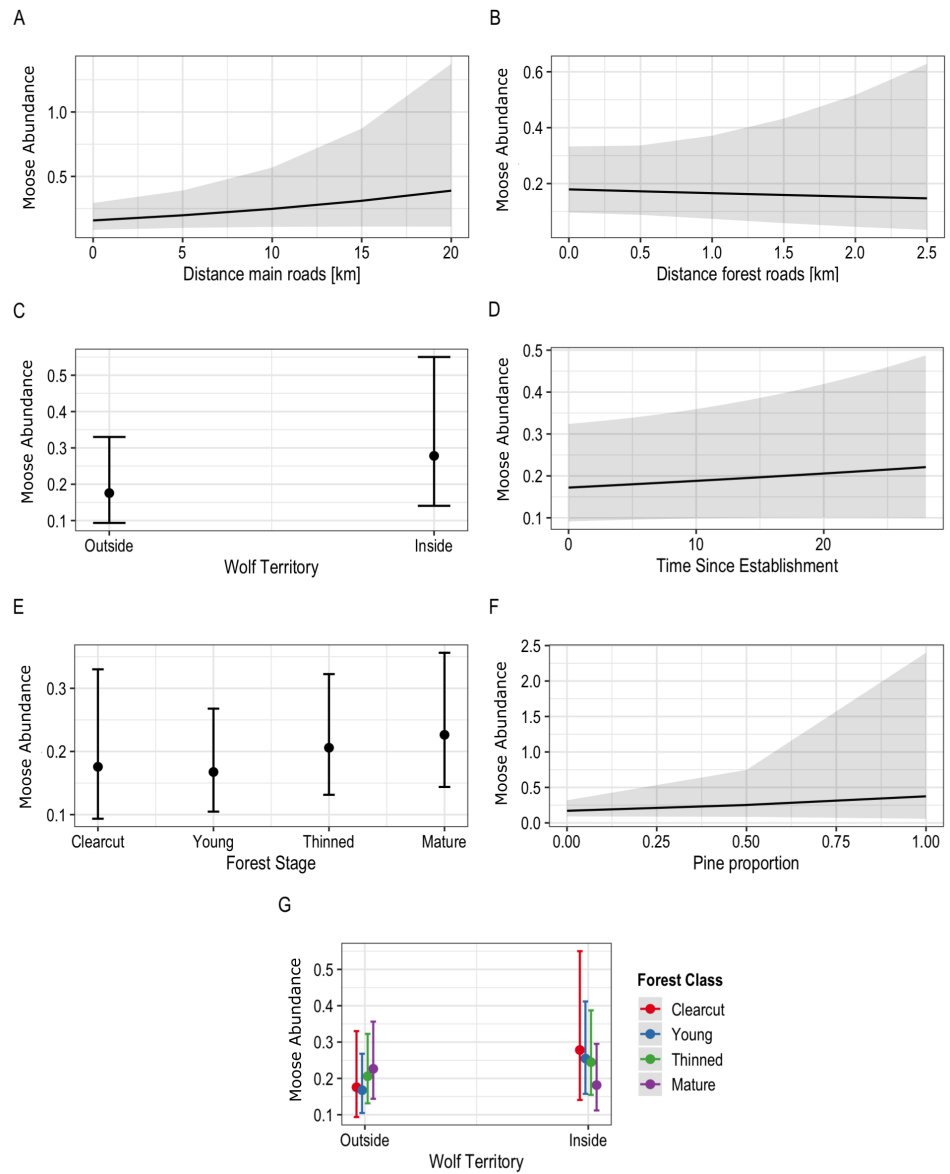 A
Moose Abundance
1.0
0.5
0 5 10 15 20
Distance main roads [km]
B
Moose Abundance
0.6
0.4
0.2
0.0 0.5 1.0 1.5 2.0 2.5
Distance forest roads [km]
C
Moose Abundance
0.5
0.4
0.3
0.2
0.1
Outside Inside
Wolf Territory
D
Moose Abundance
0.5
0.4
0.3
0.2
0.1
0 10 20
Time Since Establishment
E
Moose Abundance
0.3
0.2
0.1
Clearcut Young Thinned Mature
Forest Stage
F
Moose Abundance
2.5
2.0
1.5
1.0
0.5
0.0
0.00 0.25 0.50 0.75 1.00
Pine proportion
G
Moose Abundance
0.5
0.4
0.3
0.2
0.1
Outside Inside
Wolf Territory
Forest Class
Clearcut
Young
Thinned
Mature